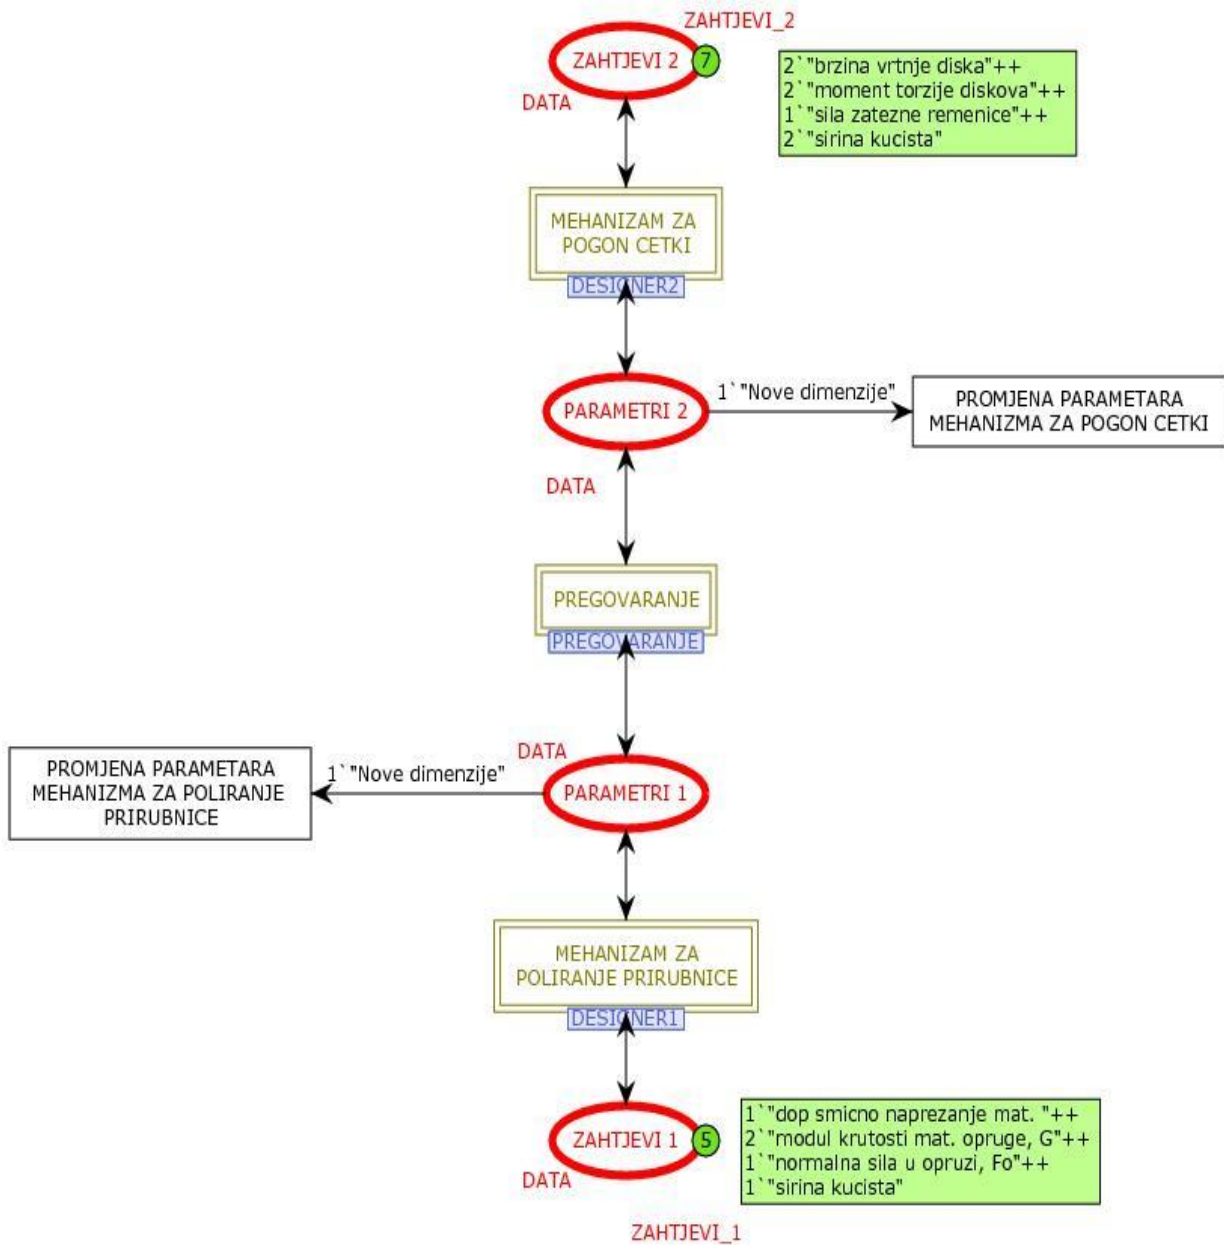 ZAHTJEVI_2
ZAHTJEVI 2
7
DATA
2`"brzina vrtnje diska"++
2`"moment torzije diskova"++
1`"sila zatezne remenice"++
2`"sirina kucista"
MEHANIZAM ZA
POGON CETKI
DESIGNER2
PARAMETRI 2
1`"Nove dimenzije"
PROMJENA PARAMETARA
MEHANIZMA ZA POGON CETKI
DATA
PREGOVARANJE
PREGOVARANJE
DATA
PARAMETRI 1
1`"Nove dimenzije"
PROMJENA PARAMETARA
MEHANIZMA ZA POLIRANJE
PRIRUBNICE
MEHANIZAM ZA
POLIRANJE PRIRUBNICE
DESIGNER1
ZAHTJEVI 1
5
DATA
1`"dop smicno naprezanje mat. "++
2`"modul krutosti mat. opruge, G"++
1`"normalna sila u opruzi, Fo"++
1`"sirina kucista"
ZAHTJEVI_1